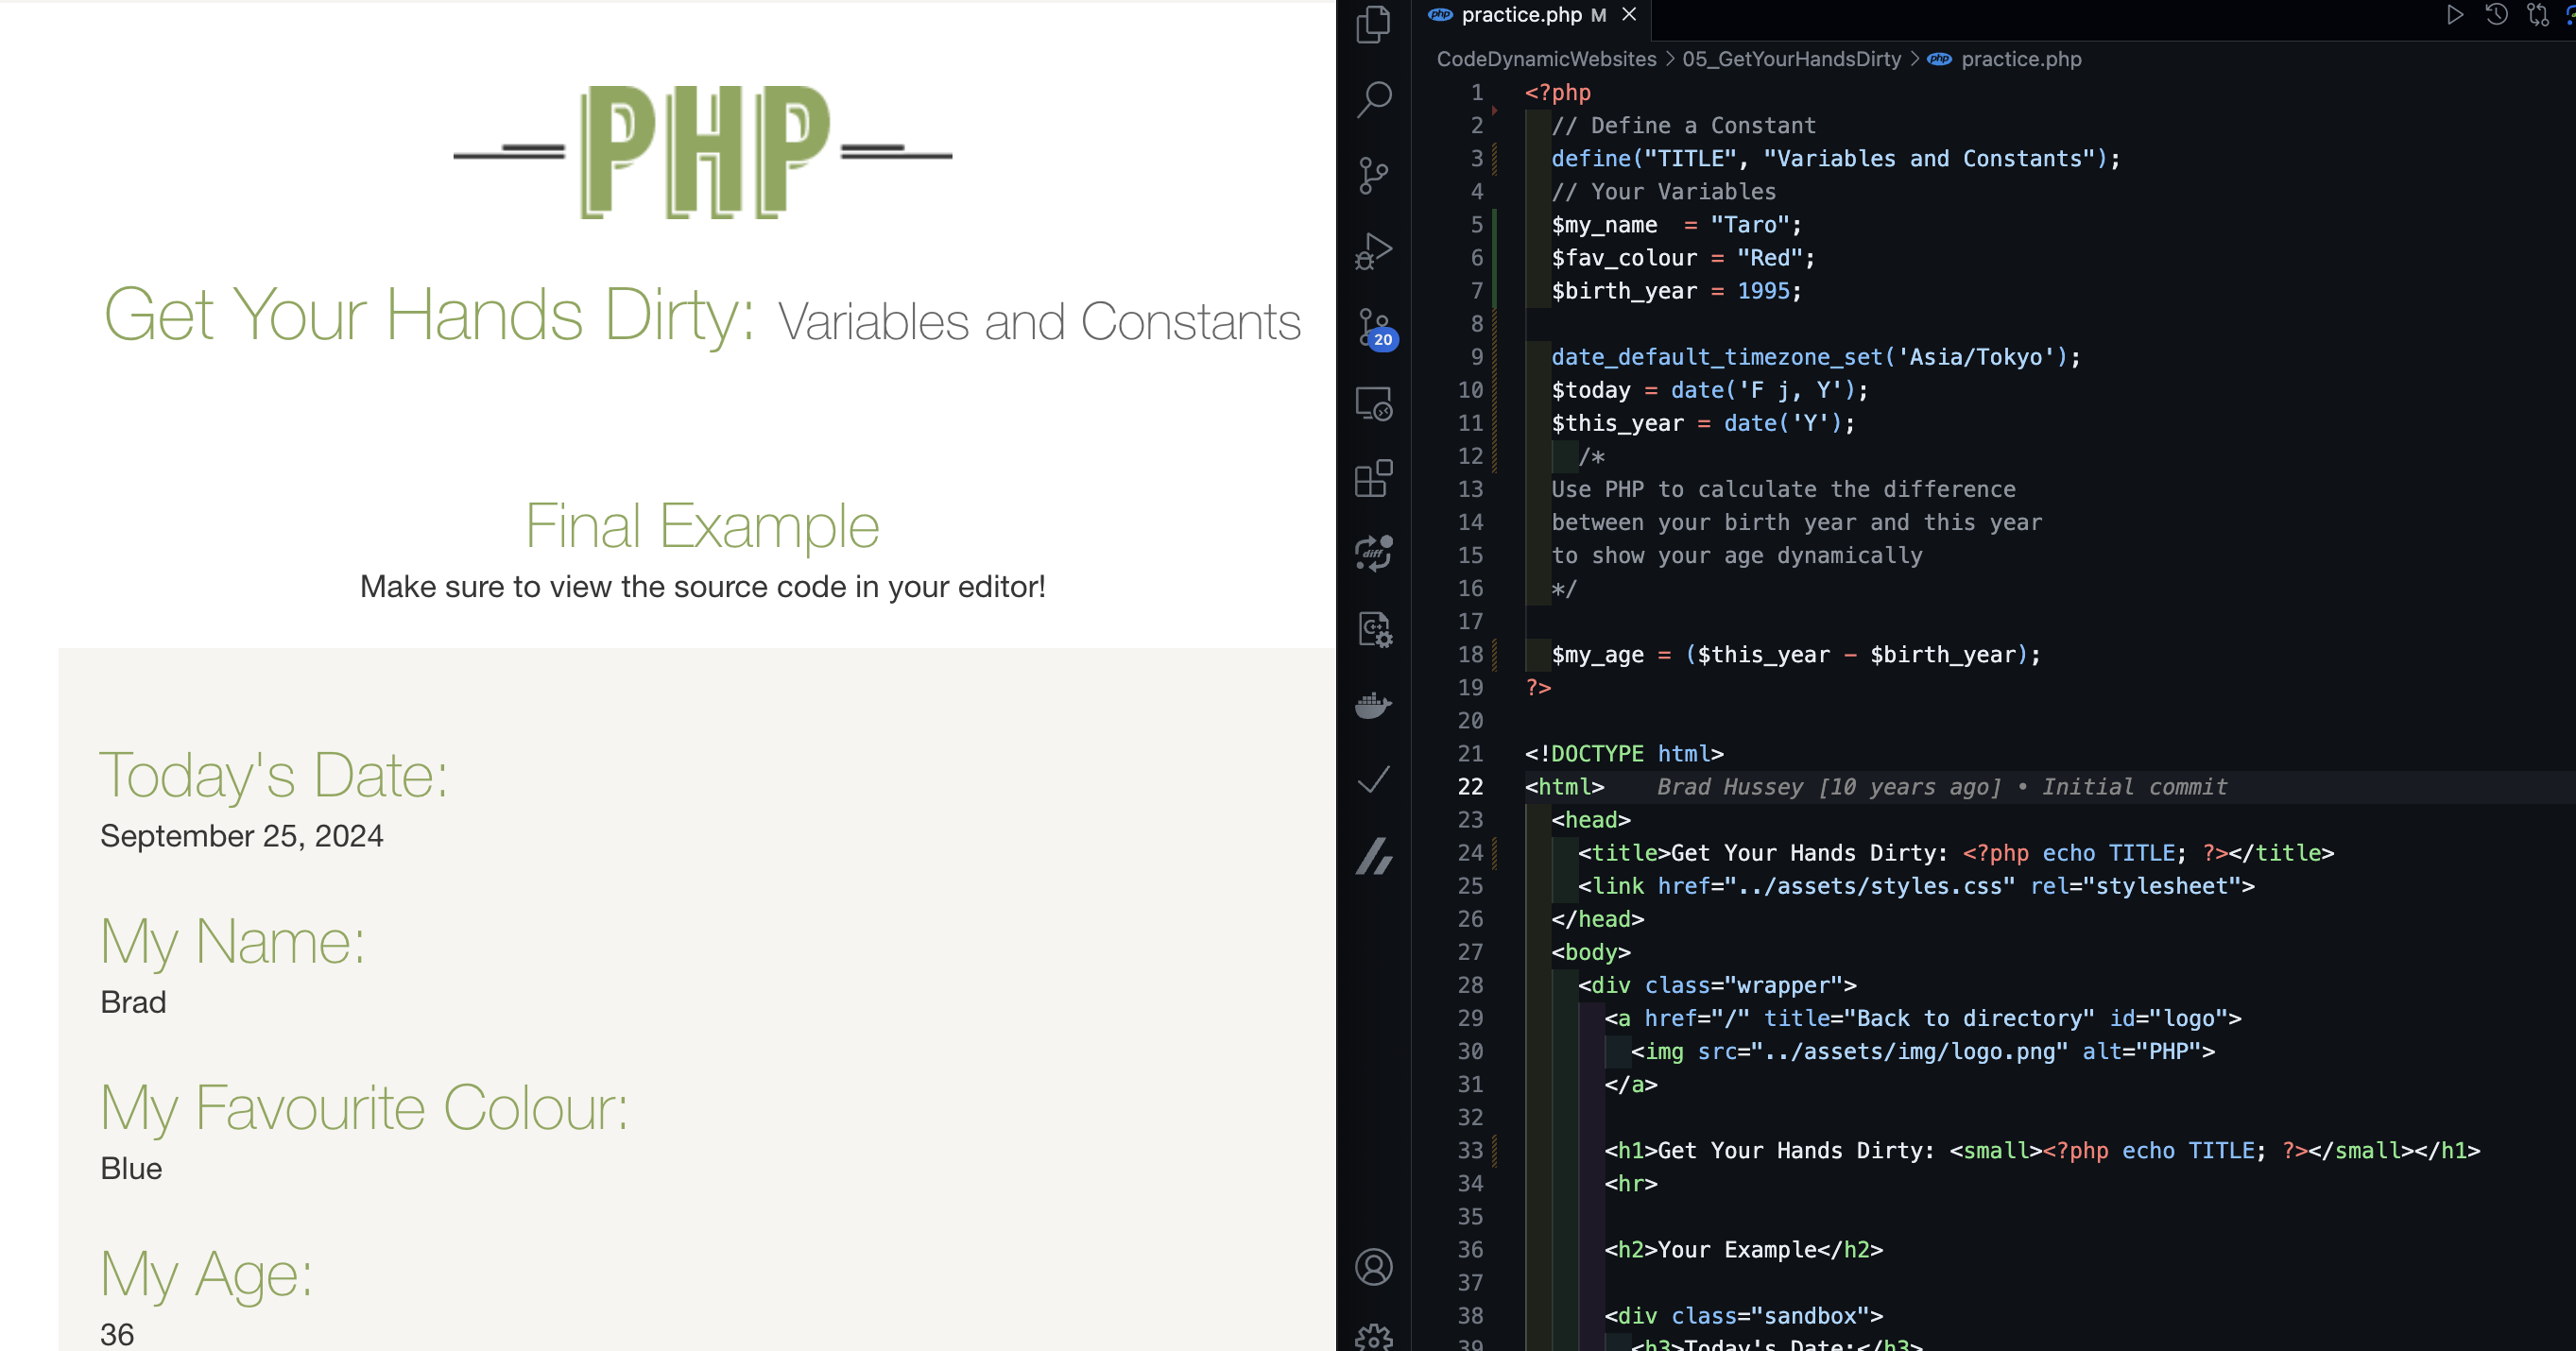 PHP
Get Your Hands Dirty: Variables and Constants
Final Example
Make sure to view the source code in your editor!
Today's Date:
September 25, 2024
My Name:
Brad
My Favourite Colour:
Blue
My Age:
36
20
diff
C++
php practice.php M
CodeDynamicWebsites > 05_GetYourHandsDirty > php practice.php
1 <?php
2 // Define a Constant
3 define("TITLE", "Variables and Constants");
4 // Your Variables
5 $my_name  = "Taro";
6 $fav_colour = "Red";
7 $birth_year = 1995;
8
9 date_default_timezone_set('Asia/Tokyo');
10 $today = date('F j, Y');
11 $this_year = date('Y');
12 /*
13 Use PHP to calculate the difference
14 between your birth year and this year
15 to show your age dynamically
16 */
17
18 $my_age = ($this_year - $birth_year);
19 ?>
20
21 <!DOCTYPE html>
22 <html> Brad Hussey [10 years ago] • Initial commit
23 <head>
24 <title>Get Your Hands Dirty: <?php echo TITLE; ?></title>
25 <link href="../assets/styles.css" rel="stylesheet">
26 </head>
27 <body>
28 <div class="wrapper">
29 <a href="/" title="Back to directory" id="logo">
30 <img src="../assets/img/logo.png" alt="PHP">
31 </a>
32
33 <h1>Get Your Hands Dirty: <small><?php echo TITLE; ?></small></h1>
34 <hr>
35
36 <h2>Your Example</h2>
37
38 <div class="sandbox">
39 <h3>Today's Date:</h3>